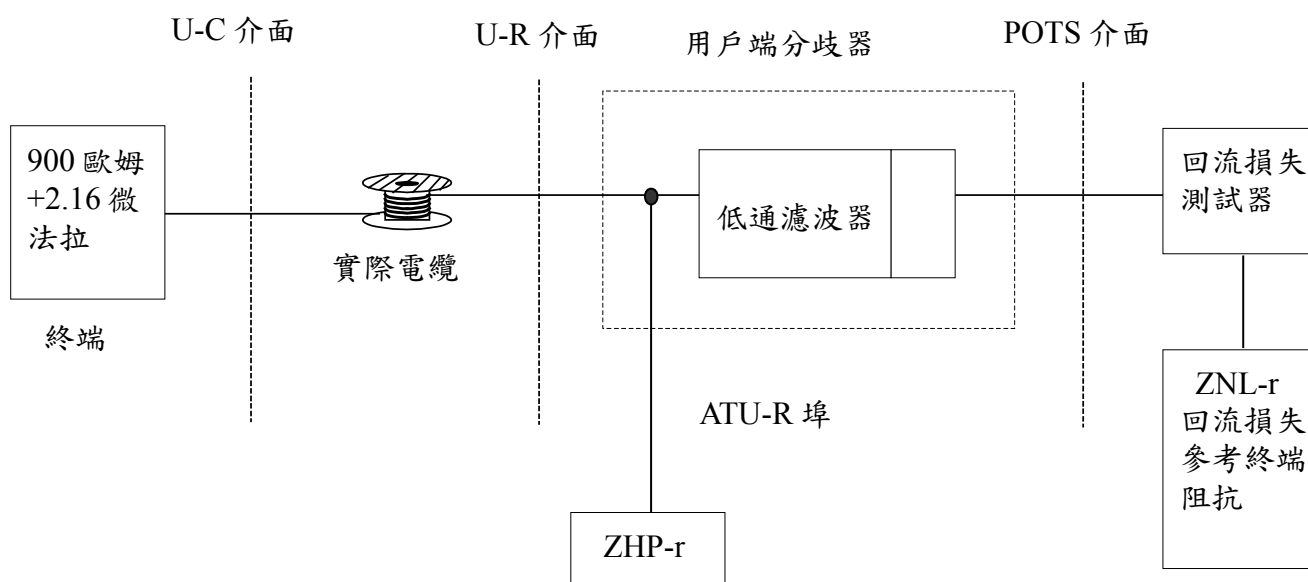 U-C 介面
U-R 介面
用戶端分歧器
POTS 介面
900 歐姆
+2.16 微
法拉
終端
實際電纜
低通濾波器
回流損失
測試器
ATU-R 埠
ZHP-r
ZNL-r
回流損失
參考終端
阻抗